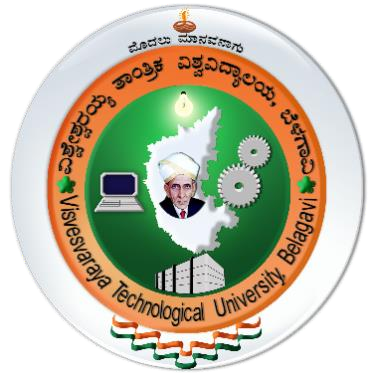 ಮೊದಲು ಮಾನವನಾಗು
ವಿಶ್ವೇಶ್ವರಯ್ಯ ತಾಂತ್ರಿಕ ವಿಶ್ವವಿದ್ಯಾಲಯ, ಬೆಳಗಾವಿ
Visvesvaraya Technological University, Belagavi